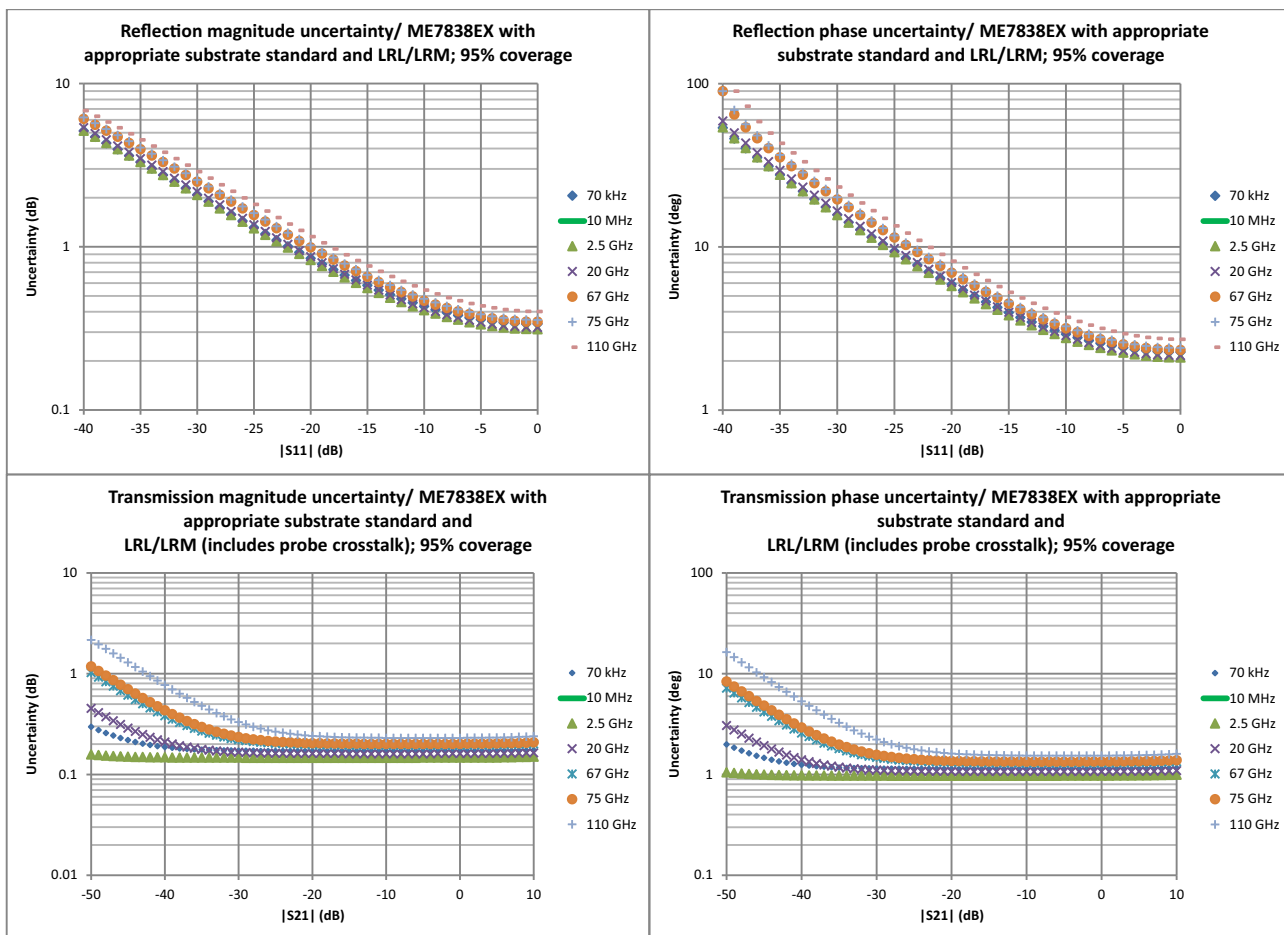 Reflection magnitude uncertainty/ ME7838EX with
appropriate substrate standard and LRL/LRM; 95% coverage
10
1
0.1
Uncertainty (dB)
-40 -35 -30 -25 -20 -15 -10 -5 0
|S11| (dB)
70 kHz
10 MHz
2.5 GHz
20 GHz
67 GHz
75 GHz
110 GHz
Reflection phase uncertainty/ ME7838EX with appropriate
substrate standard and LRL/LRM; 95% coverage
100
10
1
Uncertainty (deg)
-40 -35 -30 -25 -20 -15 -10 -5 0
|S11| (dB)
70 kHz
10 MHz
2.5 GHz
20 GHz
67 GHz
75 GHz
110 GHz
Transmission magnitude uncertainty/ ME7838EX with
appropriate substrate standard and
LRL/LRM (includes probe crosstalk); 95% coverage
10
1
0.1
0.01
Uncertainty (dB)
-50 -40 -30 -20 -10 0 10
|S21| (dB)
70 kHz
10 MHz
2.5 GHz
20 GHz
67 GHz
75 GHz
110 GHz
Transmission phase uncertainty/ ME7838EX with appropriate
substrate standard and
LRL/LRM (includes probe crosstalk); 95% coverage
100
10
1
0.1
Uncertainty (deg)
-50 -40 -30 -20 -10 0 10
|S21| (dB)
70 kHz
10 MHz
2.5 GHz
20 GHz
67 GHz
75 GHz
110 GHz